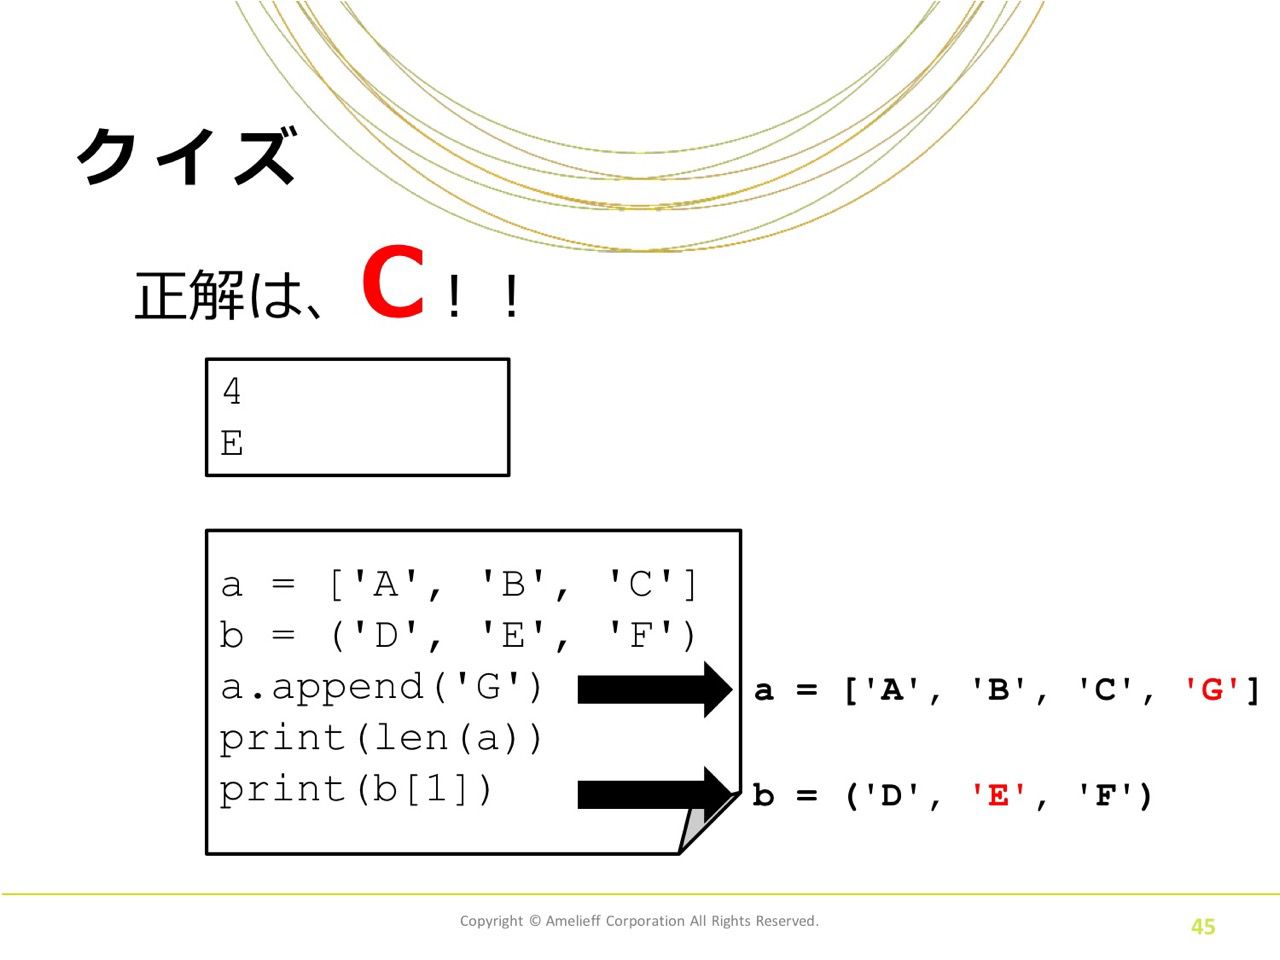 クイズ
正解は、C！！
4
E
a = ['A', 'B', 'C']
b = ('D', 'E', 'F')
a.append('G')
a = ['A', 'B', 'C', 'G']
print(len(a))
print(b[1])
b = ('D', 'E', 'F')
Copyright © Amelieff Corporation All Rights Reserved.
45